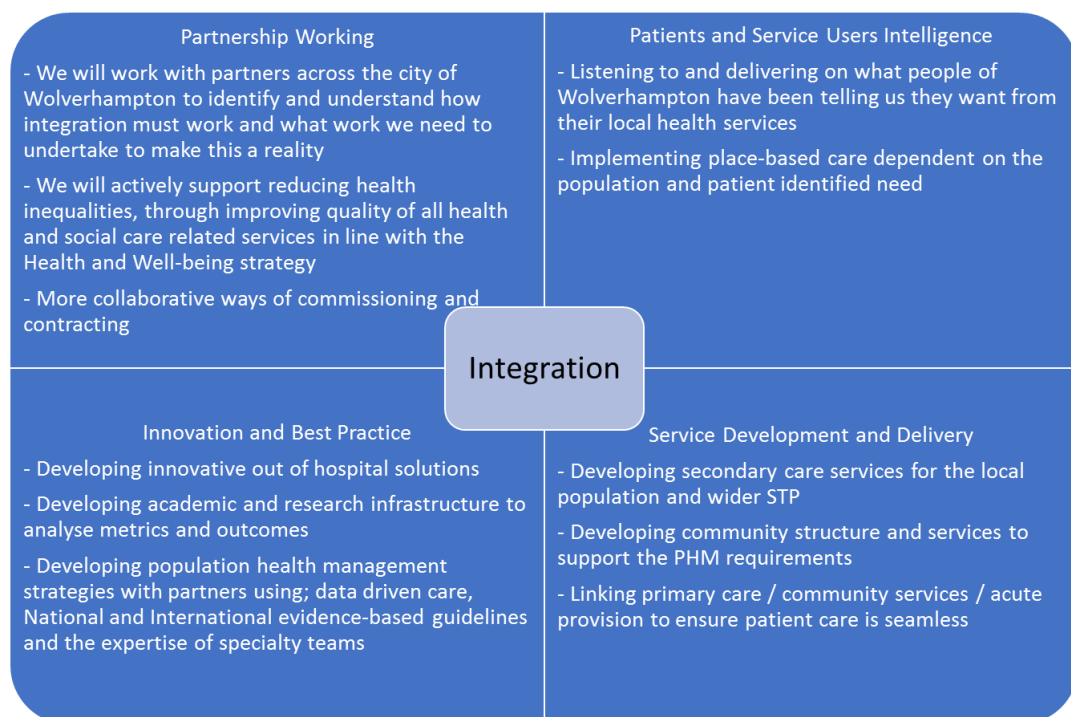 Partnership Working
- We will work with partners across the city of
Wolverhampton to identify and understand how
integration must work and what work we need to
undertake to make this a reality
- We will actively support reducing health
inequalities, through improving quality of all health
and social care related services in line with the
Health and Well-being strategy
- More collaborative ways of commissioning and
contracting
Patients and Service Users Intelligence
- Listening to and delivering on what people of
Wolverhampton have been telling us they want from
their local health services
- Implementing place-based care dependent on the
population and patient identified need
Integration
Innovation and Best Practice
- Developing innovative out of hospital solutions
- Developing academic and research infrastructure to
analyse metrics and outcomes
- Developing population health management
strategies with partners using; data driven care,
National and International evidence-based guidelines
and the expertise of specialty teams
Service Development and Delivery
- Developing secondary care services for the local
population and wider STP
- Developing community structure and services to
support the PHM requirements
- Linking primary care / community services / acute
provision to ensure patient care is seamless